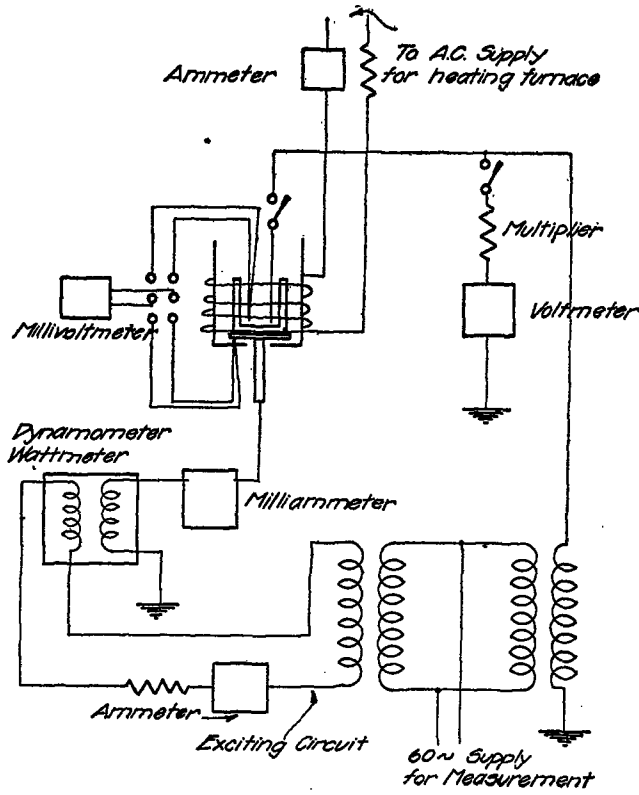 To A.C. Supply
for heating furnace
Ammeter
Multiplier
Voltmeter
Millivoltmeter
Dynamometer
Wattmeter
Milliammeter
Ammeter
Exciting Circuit
60~ Supply
for Measurement